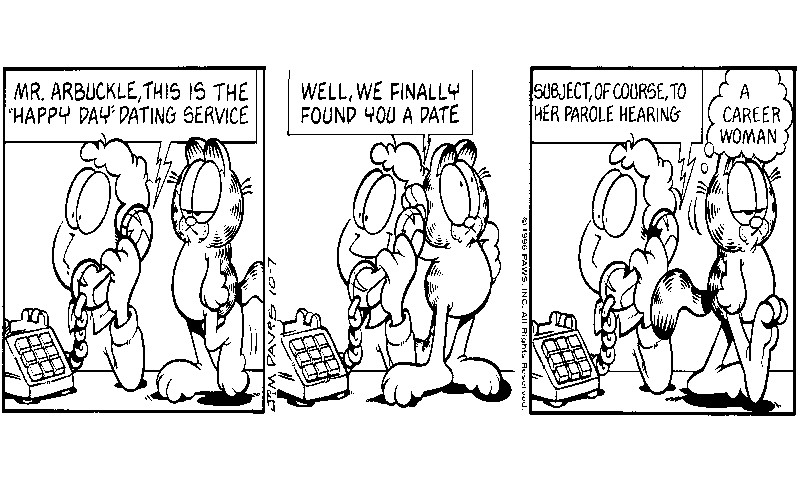 MR. ARBUCKLE, THIS IS THE
"HAPPY DAY" DATING SERVICE
WELL, WE FINALLY
FOUND YOU A DATE
SUBJECT, OF COURSE, TO
HER PAROLE HEARING
A
CAREER
WOMAN
JIM DAVIS 10-7
© 1996 PAWS, INC. All Rights Reserved.